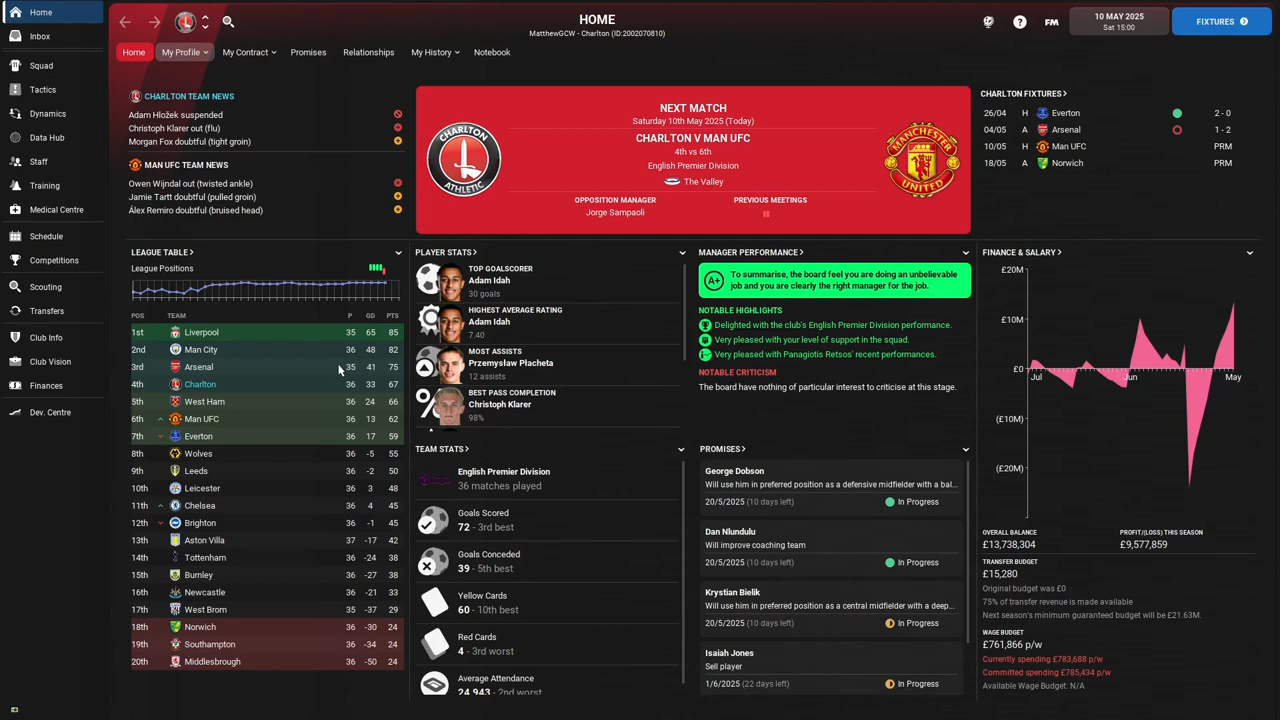 Home
Inbox
Squad
Tactics
Dynamics
Data Hub
Staff
Training
Medical Centre
Schedule
Competitions
Scouting
Transfers
Club Info
Club Vision
Finances
Dev. Centre
HOME
MatthewGCW - Charlton (ID:2002070810)
FM
10 MAY 2025
Sat 15:00
FIXTURES
Home
My Profile
My Contract
Promises
Relationships
My History
Notebook
CHARLTON TEAM NEWS
Adam Hložek suspended
Christoph Klarer out (flu)
Morgan Fox doubtful (tight groin)
MAN UFC TEAM NEWS
Owen Wijndal out (twisted ankle)
Jamie Tartt doubtful (pulled groin)
Álex Remiro doubtful (bruised head)
NEXT MATCH
Saturday 10th May 2025 (Today)
CHARLTON V MAN UFC
4th vs 6th
English Premier Division
The Valley
OPPOSITION MANAGER
Jorge Sampaoli
PREVIOUS MEETINGS
CHARLTON ATHLETIC
MANCHESTER UNITED
CHARLTON FIXTURES
26/04 H Everton 2 - 0
04/05 A Arsenal 1 - 2
10/05 H Man UFC PRM
18/05 A Norwich PRM
LEAGUE TABLE
League Positions
POS TEAM P GD PTS
1st Liverpool 35 65 85
2nd Man City 36 48 82
3rd Arsenal 35 41 75
4th Charlton 36 33 67
5th West Ham 36 24 66
6th Man UFC 36 13 62
7th Everton 36 17 59
8th Wolves 36 -5 55
9th Leeds 36 -2 50
10th Leicester 36 3 48
11th Chelsea 36 4 45
12th Brighton 36 -1 45
13th Aston Villa 37 -17 42
14th Tottenham 36 -24 38
15th Burnley 36 -27 38
16th Newcastle 36 -21 33
17th West Brom 35 -37 29
18th Norwich 36 -30 24
19th Southampton 36 -34 24
20th Middlesbrough 36 -50 24
PLAYER STATS
TOP GOALSCORER
Adam Idah
30 goals
HIGHEST AVERAGE RATING
Adam Idah
7.40
MOST ASSISTS
Przemysław Płacheta
12 assists
BEST PASS COMPLETION
Christoph Klarer
98%
TEAM STATS
English Premier Division
36 matches played
Goals Scored
72 - 3rd best
Goals Conceded
39 - 5th best
Yellow Cards
60 - 10th best
Red Cards
4 - 3rd worst
Average Attendance
24,943 - 2nd worst
MANAGER PERFORMANCE
A+
To summarise, the board feel you are doing an unbelievable
job and you are clearly the right manager for the job.
NOTABLE HIGHLIGHTS
Delighted with the club's English Premier Division performance.
Very pleased with your level of support in the squad.
Very pleased with Panagiotis Retsos' recent performances.
NOTABLE CRITICISM
The board have nothing of particular interest to criticise at this stage.
PROMISES
George Dobson
Will use him in preferred position as a defensive midfielder with a bal...
20/5/2025 (10 days left) In Progress
Dan Nlundulu
Will improve coaching team
20/5/2025 (10 days left) In Progress
Krystian Bielik
Will use him in preferred position as a central midfielder with a deep...
20/5/2025 (10 days left) In Progress
Isaiah Jones
Sell player
1/6/2025 (22 days left) In Progress
FINANCE & SALARY
£20M
£10M
£0
(£10M)
(£20M)
Jul
Jun
May
OVERALL BALANCE
£13,738,304
PROFIT/(LOSS) THIS SEASON
£9,577,859
TRANSFER BUDGET
£15,280
Original budget was £0
75% of transfer revenue is made available
Next season's minimum guaranteed budget will be £21.63M.
WAGE BUDGET
£761,866 p/w
Currently spending £783,688 p/w
Committed spending £785,434 p/w
Available Wage Budget: N/A